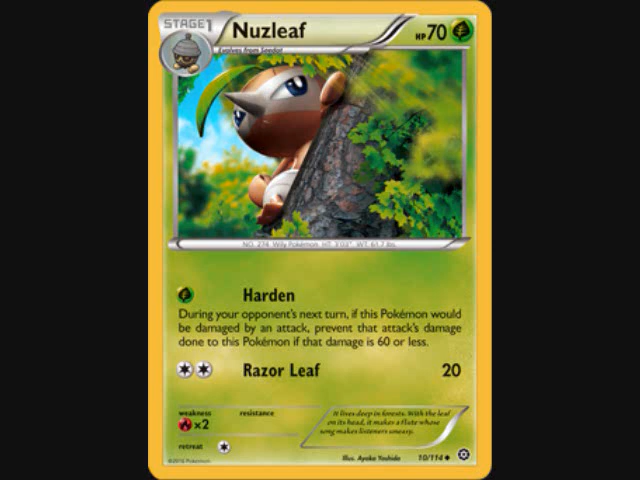 STAGE1
Nuzleaf
HP70
Evolves from Seedot
NO. 274 Wily Pokémon HT: 3'03" WT: 61.7 lbs.
Harden
During your opponent's next turn, if this Pokémon would
be damaged by an attack, prevent that attack's damage
done to this Pokémon if that damage is 60 or less.
Razor Leaf 20
weakness resistance
×2
It lives deep in forests. With the leaf
on its head, it makes a flute whose
song makes listeners uneasy.
retreat
©2016 Pokémon
Illus. Ayaka Yoshida
10/114